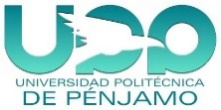 UPP
UNIVERSIDAD POLITÉCNICA
DE PÉNJAMO